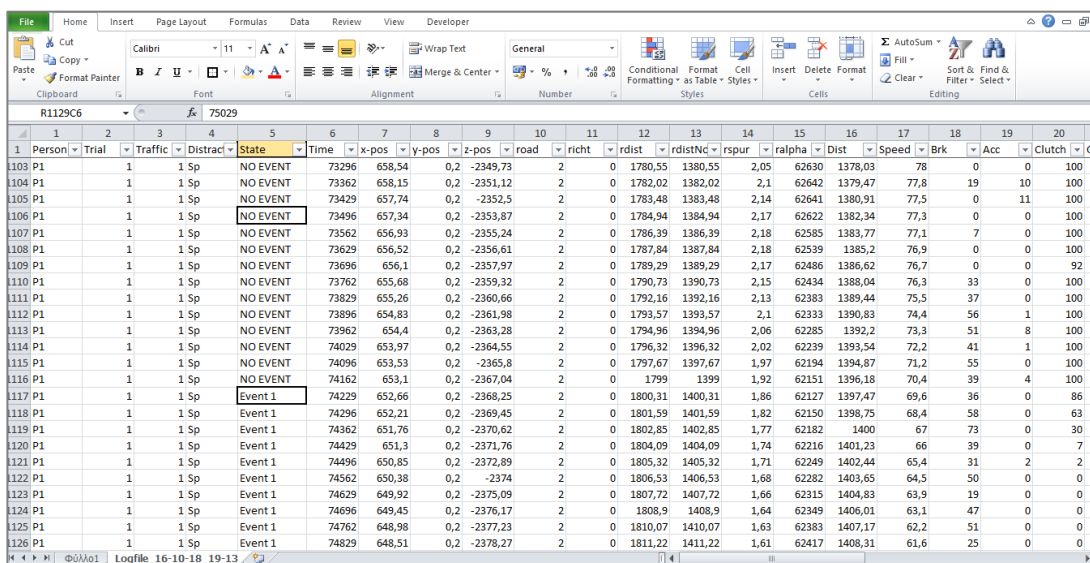 File Home Insert Page Layout Formulas Data Review View Developer
Cut Calibri 11 A A Wrap Text General Σ AutoSum
Copy Fill
Paste Format Painter B I U A Merge & Center % Conditional Formatting Format as Table Cell Styles Insert Delete Format Clear Sort & Filter Find & Select
Clipboard Font Alignment Number Styles Cells Editing
R1129C6 fx 75029
1 2 3 4 5 6 7 8 9 10 11 12 13 14 15 16 17 18 19 20
1 Person Trial Traffic Distract State Time x-pos y-pos z-pos road richt rdist rdistNo rspur ralpha Dist Speed Brk Acc Clutch
1103 P1 1 1 Sp NO EVENT 73296 658,54 0,2 -2349,73 2 0 1780,55 1380,55 2,05 62630 1378,03 78 0 0 100
1104 P1 1 1 Sp NO EVENT 73362 658,15 0,2 -2351,12 2 0 1782,02 1382,02 2,1 62642 1379,47 77,8 19 10 100
1105 P1 1 1 Sp NO EVENT 73429 657,74 0,2 -2352,5 2 0 1783,48 1383,48 2,14 62641 1380,91 77,5 0 11 100
1106 P1 1 1 Sp NO EVENT 73496 657,34 0,2 -2353,87 2 0 1784,94 1384,94 2,17 62622 1382,34 77,3 0 0 100
1107 P1 1 1 Sp NO EVENT 73562 656,93 0,2 -2355,24 2 0 1786,39 1386,39 2,18 62585 1383,77 77,1 7 0 100
1108 P1 1 1 Sp NO EVENT 73629 656,52 0,2 -2356,61 2 0 1787,84 1387,84 2,18 62539 1385,2 76,9 0 0 100
1109 P1 1 1 Sp NO EVENT 73696 656,1 0,2 -2357,97 2 0 1789,29 1389,29 2,17 62486 1386,62 76,7 0 0 92
1110 P1 1 1 Sp NO EVENT 73762 655,68 0,2 -2359,32 2 0 1790,73 1390,73 2,15 62434 1388,04 76,3 33 0 100
1111 P1 1 1 Sp NO EVENT 73829 655,26 0,2 -2360,66 2 0 1792,16 1392,16 2,13 62383 1389,44 75,5 37 0 100
1112 P1 1 1 Sp NO EVENT 73896 654,83 0,2 -2361,98 2 0 1793,57 1393,57 2,1 62333 1390,83 74,4 56 1 100
1113 P1 1 1 Sp NO EVENT 73962 654,4 0,2 -2363,28 2 0 1794,96 1394,96 2,06 62285 1392,2 73,3 51 8 100
1114 P1 1 1 Sp NO EVENT 74029 653,97 0,2 -2364,55 2 0 1796,32 1396,32 2,02 62239 1393,54 72,2 41 1 100
1115 P1 1 1 Sp NO EVENT 74096 653,53 0,2 -2365,8 2 0 1797,67 1397,67 1,97 62194 1394,87 71,2 55 0 100
1116 P1 1 1 Sp NO EVENT 74162 653,1 0,2 -2367,04 2 0 1799 1399 1,92 62151 1396,18 70,4 39 4 100
1117 P1 1 1 Sp Event 1 74229 652,66 0,2 -2368,25 2 0 1800,31 1400,31 1,86 62127 1397,47 69,6 36 0 86
1118 P1 1 1 Sp Event 1 74296 652,21 0,2 -2369,45 2 0 1801,59 1401,59 1,82 62150 1398,75 68,4 58 0 63
1119 P1 1 1 Sp Event 1 74362 651,76 0,2 -2370,62 2 0 1802,85 1402,85 1,77 62182 1400 67 73 0 30
1120 P1 1 1 Sp Event 1 74429 651,3 0,2 -2371,76 2 0 1804,09 1404,09 1,74 62216 1401,23 66 39 0 7
1121 P1 1 1 Sp Event 1 74496 650,85 0,2 -2372,89 2 0 1805,32 1405,32 1,71 62249 1402,44 65,4 31 2 2
1122 P1 1 1 Sp Event 1 74562 650,38 0,2 -2374 2 0 1806,53 1406,53 1,68 62282 1403,65 64,5 50 0 0
1123 P1 1 1 Sp Event 1 74629 649,92 0,2 -2375,09 2 0 1807,72 1407,72 1,66 62315 1404,83 63,9 19 0 0
1124 P1 1 1 Sp Event 1 74696 649,45 0,2 -2376,17 2 0 1808,9 1408,9 1,64 62349 1406,01 63,1 47 0 0
1125 P1 1 1 Sp Event 1 74762 648,98 0,2 -2377,23 2 0 1810,07 1410,07 1,63 62383 1407,17 62,2 51 0 0
1126 P1 1 1 Sp Event 1 74829 648,51 0,2 -2378,27 2 0 1811,22 1411,22 1,61 62417 1408,31 61,6 25 0 0
Φύλλο1 Logfile_16-10-18_19-13